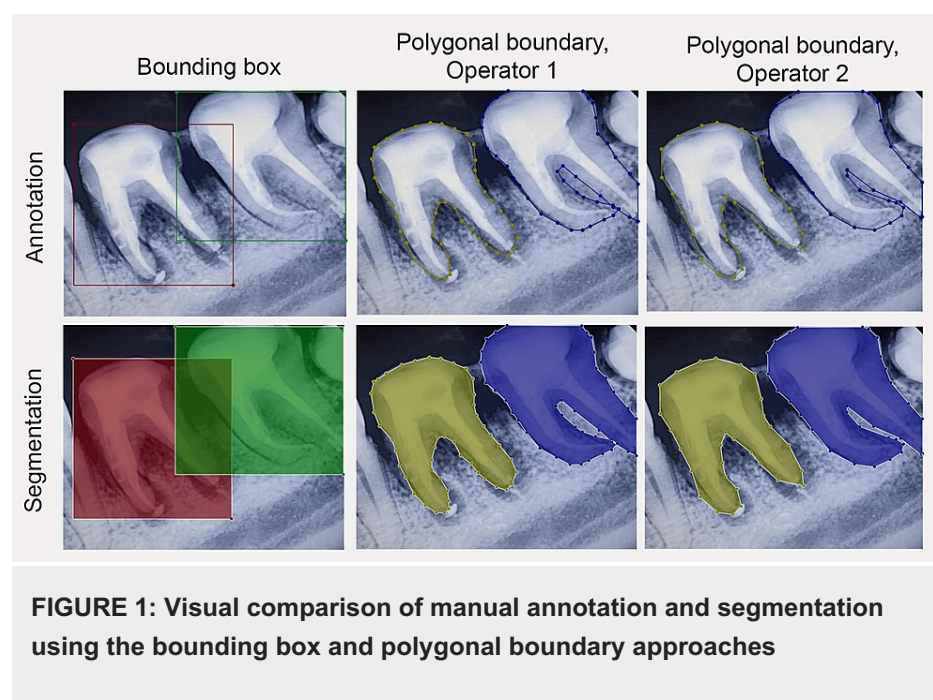 Bounding box
Polygonal boundary,
Operator 1
Polygonal boundary,
Operator 2
Annotation
Segmentation
FIGURE 1: Visual comparison of manual annotation and segmentation
using the bounding box and polygonal boundary approaches